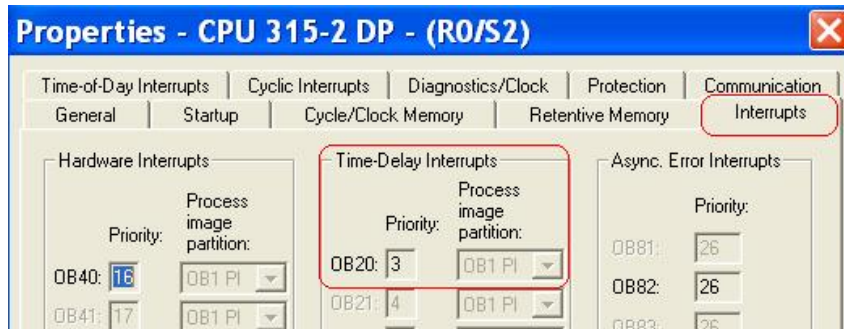 Properties - CPU 315-2 DP - (R0/S2)
Time-of-Day Interrupts Cyclic Interrupts Diagnostics/Clock Protection Communication
General Startup Cycle/Clock Memory Retentive Memory Interrupts
Hardware Interrupts
Priority:
Process
image
partition:
OB40: 16 OB1 PI
OB41: 17 OB1 PI
Time-Delay Interrupts
Priority:
Process
image
partition:
OB20: 3 OB1 PI
OB21: 4 OB1 PI
Async. Error Interrupts
Priority:
OB81: 26
OB82: 26
OB83: 26